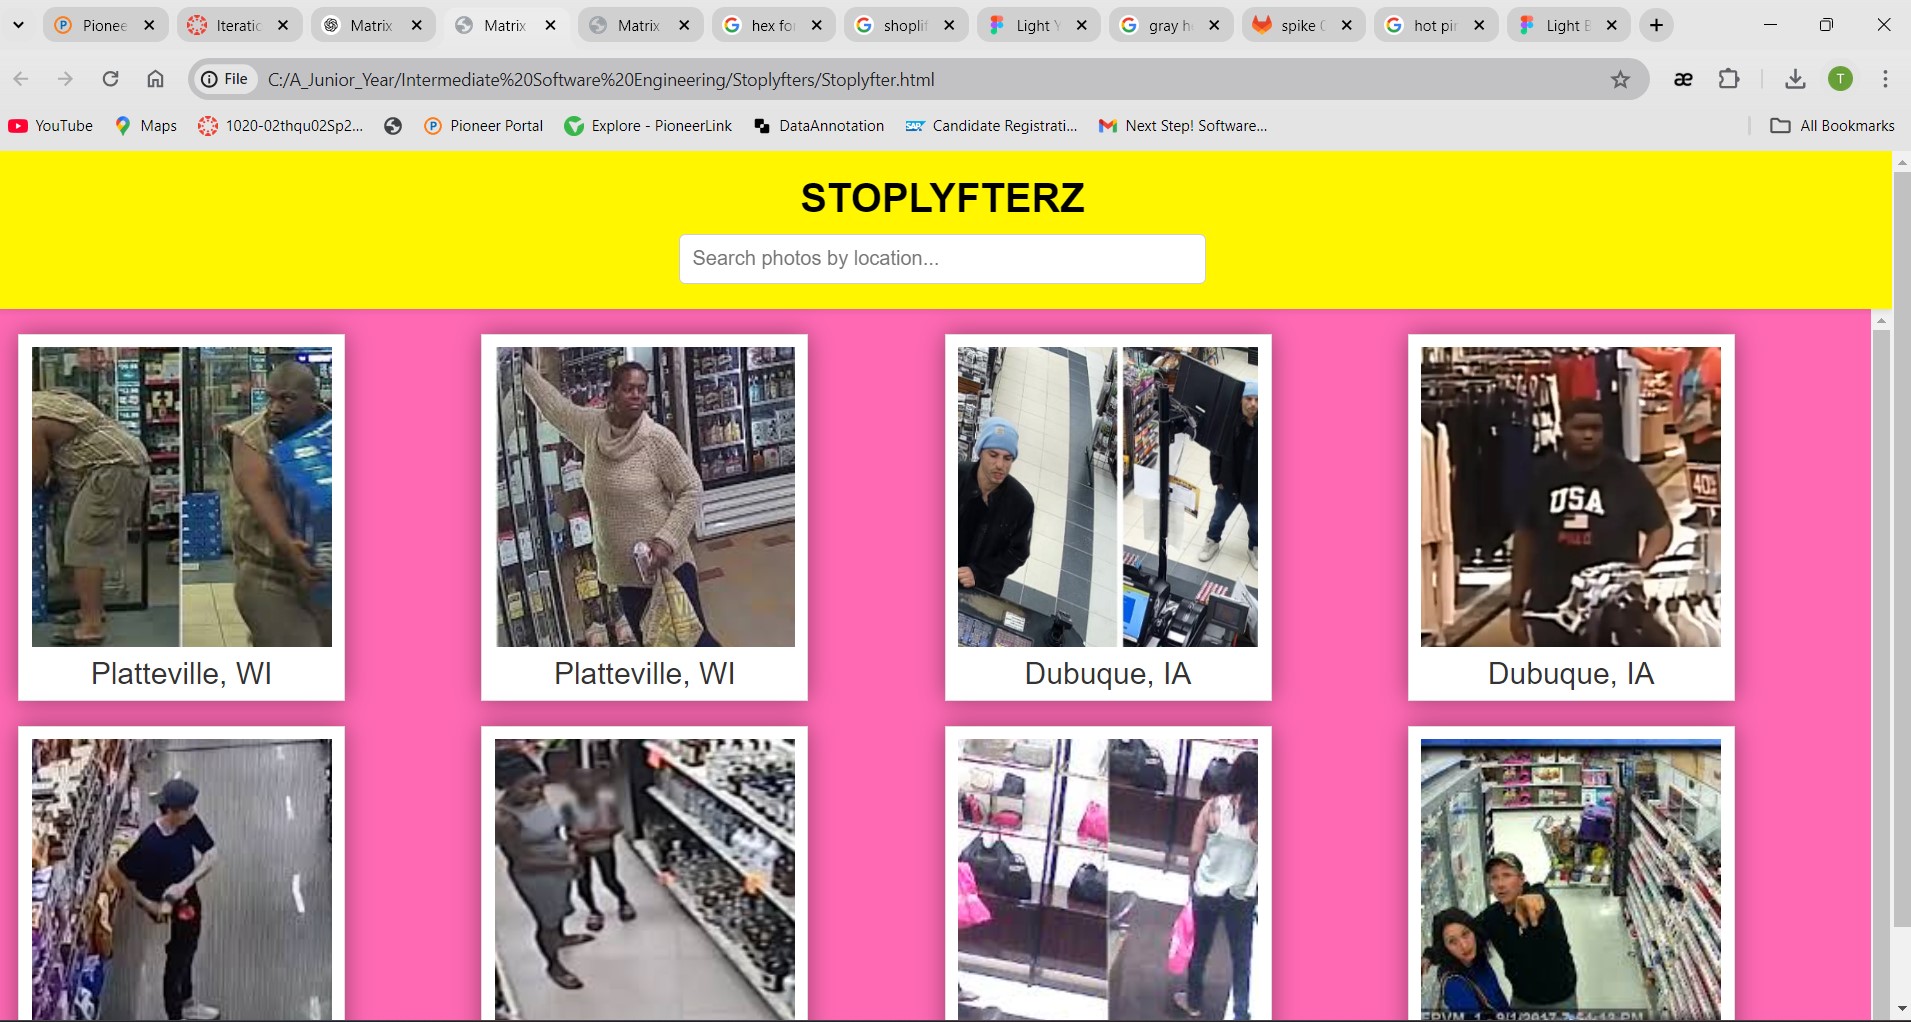 Pionee
Iteratic
Matrix
Matrix
Matrix
hex fo
shoplif
Light Y
gray h
spike
hot pir
Light B
File
C:/A_Junior_Year/Intermediate%20Software%20Engineering/Stoplyfters/Stoplyfter.html
æ
T
YouTube
Maps
1020-02thqu02Sp2...
Pioneer Portal
Explore - PioneerLink
DataAnnotation
SAP
Candidate Registrati...
Next Step! Software...
All Bookmarks
STOPLYFTERZ
Search photos by location...
USA
40
Platteville, WI
Platteville, WI
Dubuque, IA
Dubuque, IA